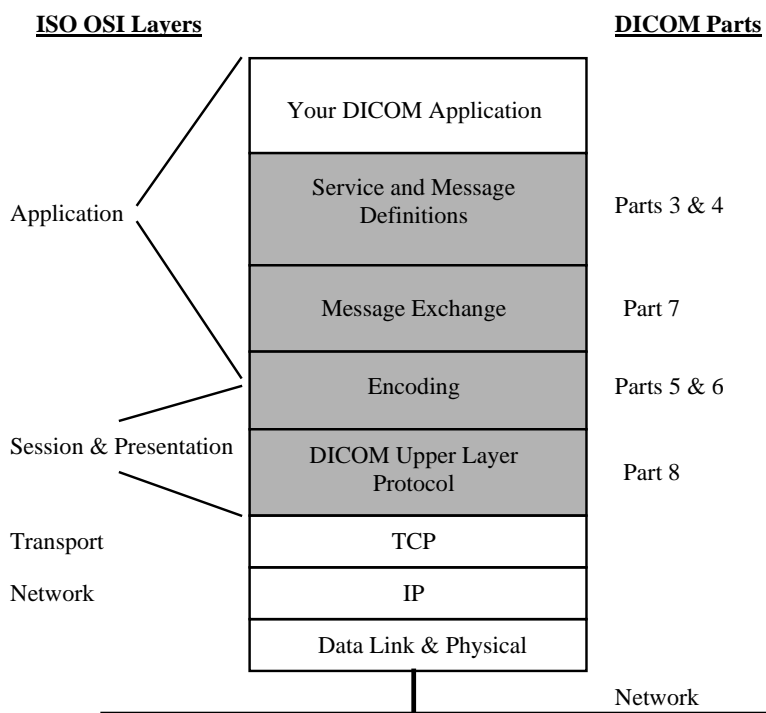 ISO OSI Layers
DICOM Parts
Your DICOM Application
Service and Message
Definitions
Application
Parts 3 & 4
Message Exchange
Part 7
Encoding
Parts 5 & 6
Session & Presentation
DICOM Upper Layer
Protocol
Part 8
Transport
TCP
Network
IP
Data Link & Physical
Network